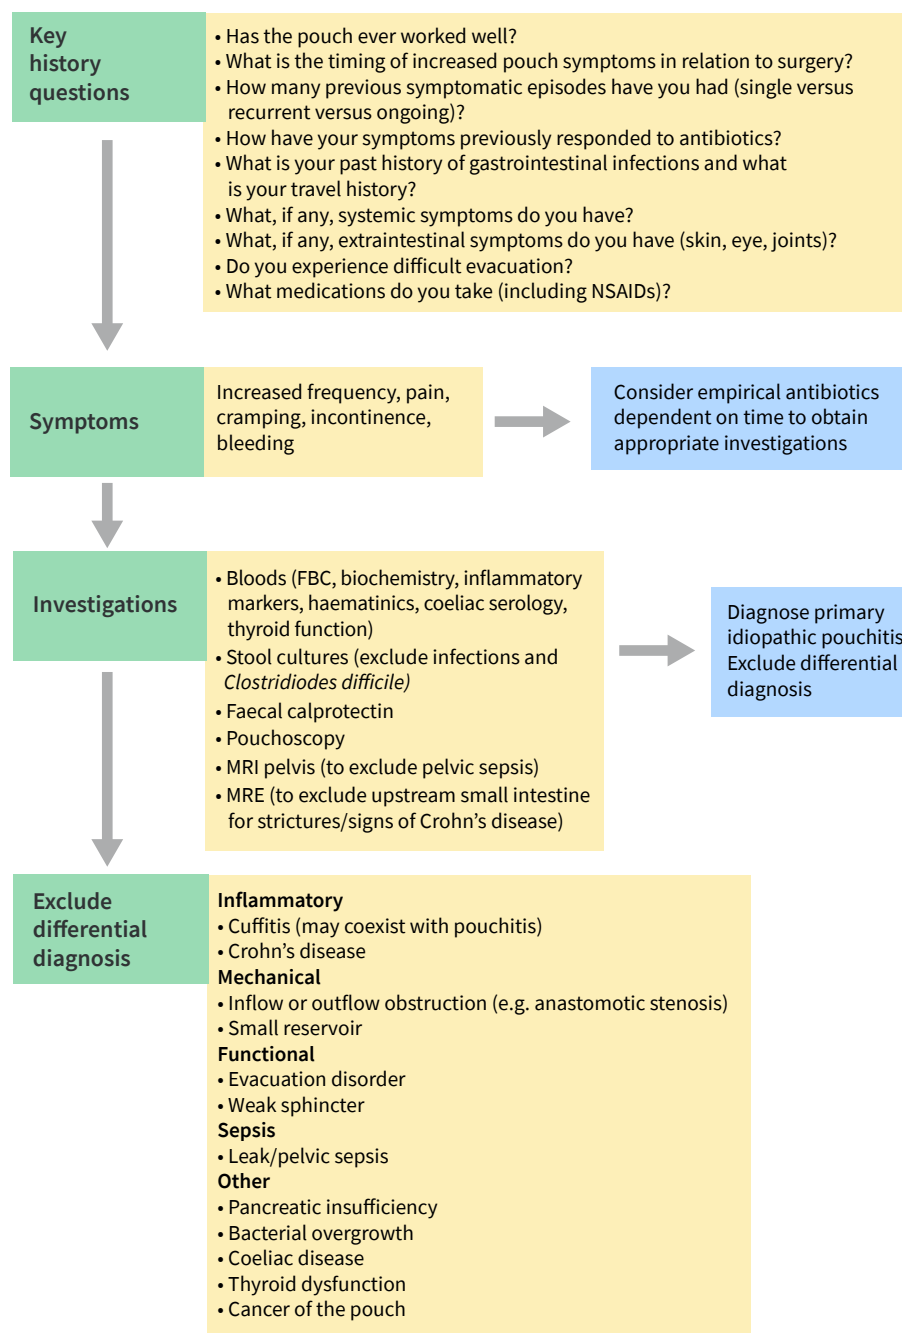 Key
history
questions
• Has the pouch ever worked well?
• What is the timing of increased pouch symptoms in relation to surgery?
• How many previous symptomatic episodes have you had (single versus
recurrent versus ongoing)?
• How have your symptoms previously responded to antibiotics?
• What is your past history of gastrointestinal infections and what
is your travel history?
• What, if any, systemic symptoms do you have?
• What, if any, extraintestinal symptoms do you have (skin, eye, joints)?
• Do you experience difficult evacuation?
• What medications do you take (including NSAIDs)?
Symptoms
Increased frequency, pain,
cramping, incontinence,
bleeding
Consider empirical antibiotics
dependent on time to obtain
appropriate investigations
Investigations
• Bloods (FBC, biochemistry, inflammatory
markers, haematinics, coeliac serology,
thyroid function)
• Stool cultures (exclude infections and
Clostridiodes difficile)
• Faecal calprotectin
• Pouchoscopy
• MRI pelvis (to exclude pelvic sepsis)
• MRE (to exclude upstream small intestine
for strictures/signs of Crohn's disease)
Diagnose primary
idiopathic pouchitis
Exclude differential
diagnosis
Exclude
differential
diagnosis
Inflammatory
• Cuffitis (may coexist with pouchitis)
• Crohn's disease
Mechanical
• Inflow or outflow obstruction (e.g. anastomotic stenosis)
• Small reservoir
Functional
• Evacuation disorder
• Weak sphincter
Sepsis
• Leak/pelvic sepsis
Other
• Pancreatic insufficiency
• Bacterial overgrowth
• Coeliac disease
• Thyroid dysfunction
• Cancer of the pouch